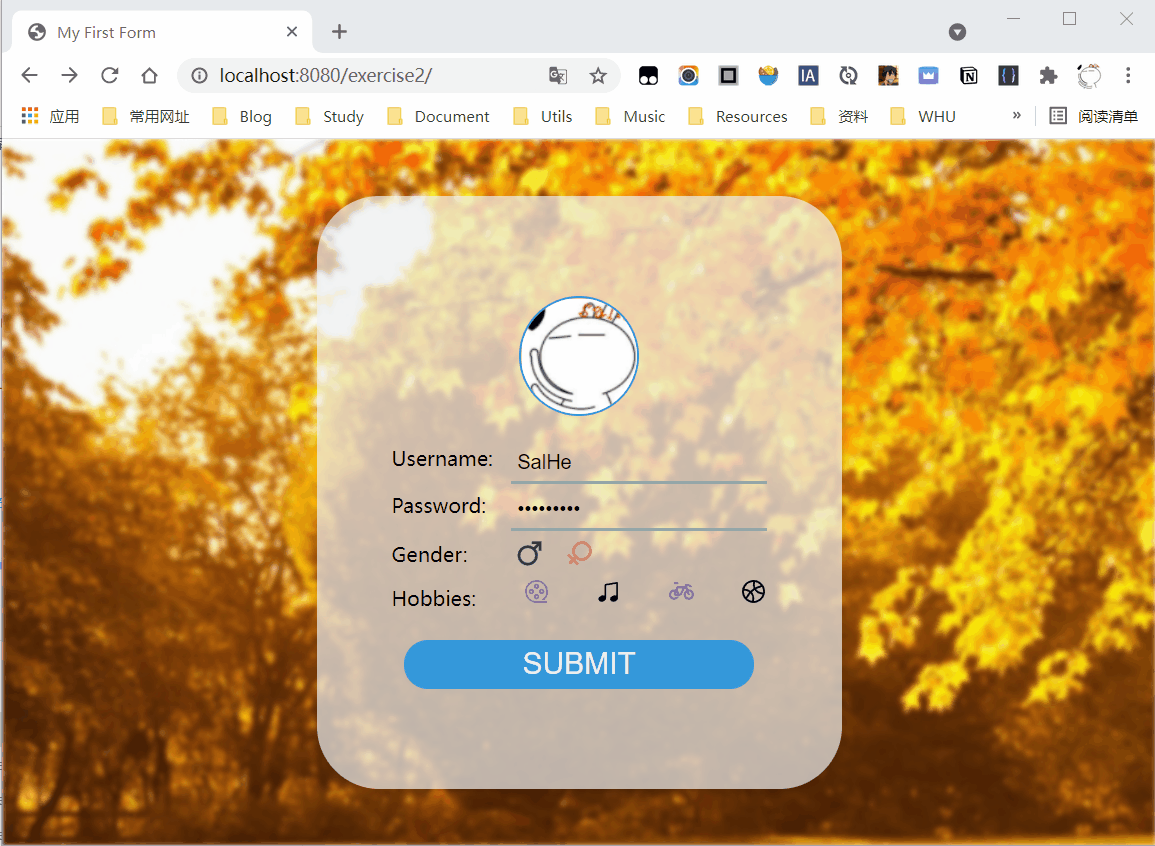 My First Form
localhost:8080/exercise2/
IA
应用 常用网址 Blog Study Document Utils Music Resources 资料 WHU » 阅读清单
Username: SalHe
Password: •••••••••
Gender:
Hobbies:
SUBMIT